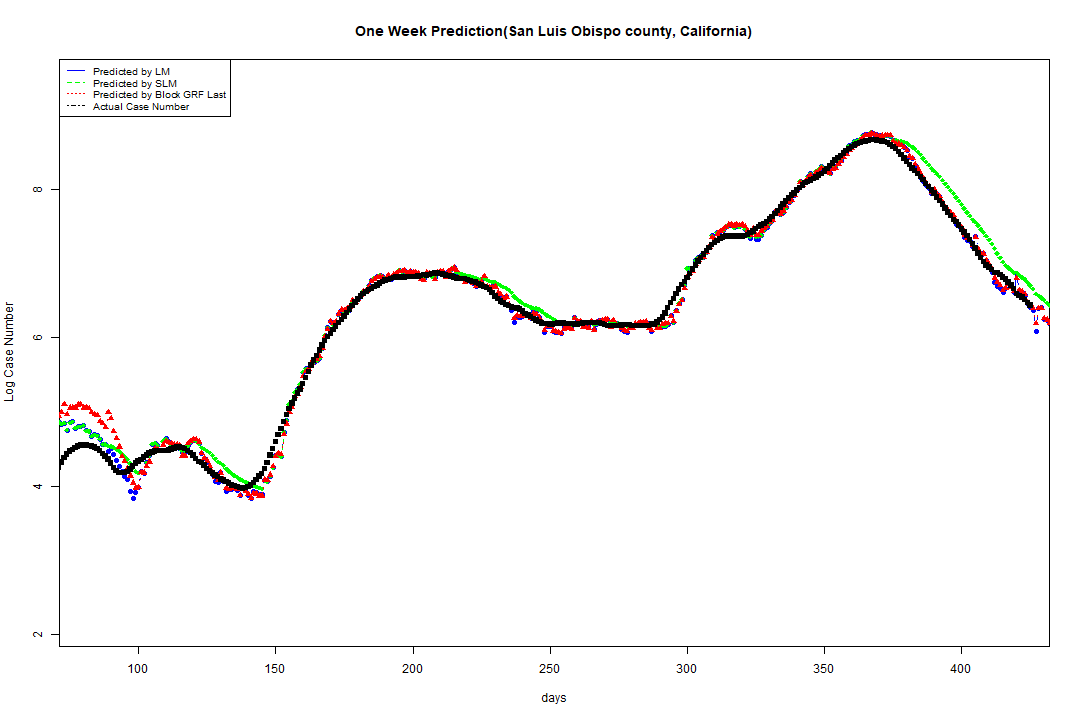 One Week Prediction(San Luis Obispo county, California)
Predicted by LM
Predicted by SLM
Predicted by Block GRF Last
Actual Case Number
Log Case Number
8
6
4
2
100 150 200 250 300 350 400
days